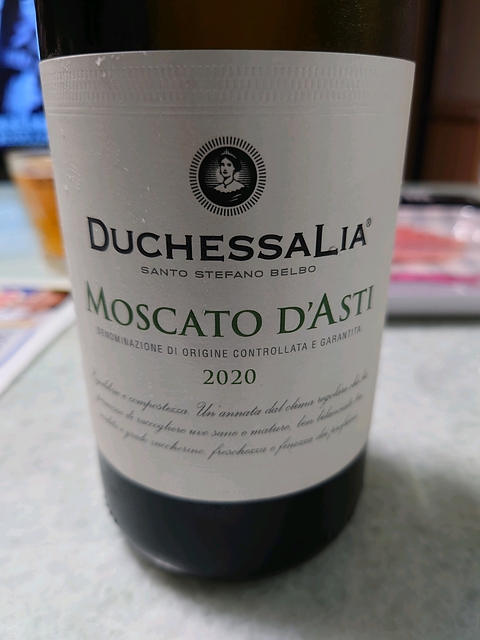 DUCHESSALIA®
SANTO STEFANO BELBO
MOSCATO D'ASTI
DENOMINAZIONE DI ORIGINE CONTROLLATA E GARANTITA
2020
Equilibrio e compostezza. Un'annata dal clima regolare che ha
permesso di raccogliere uve sane e mature, ben bilanciate tra
acidità e grado zuccherino, freschezza e finezza dei profumi.